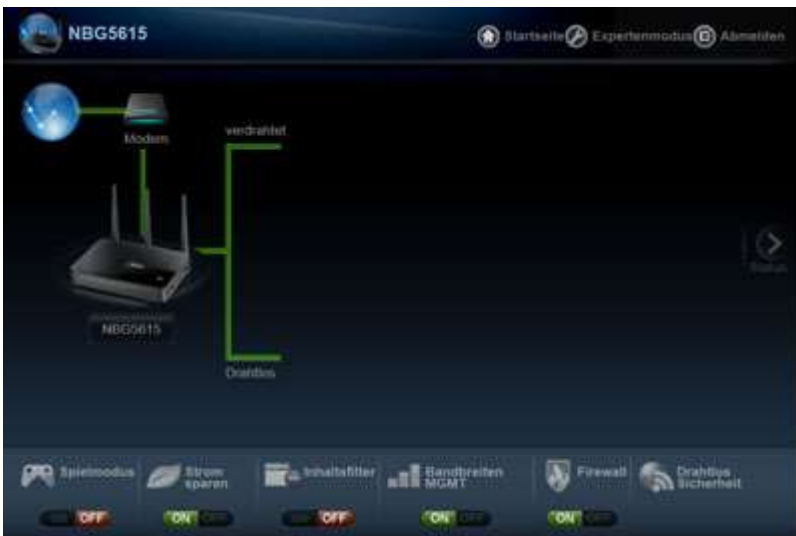 NBG5615
Startseite Expertenmodus Abmelden
Modem
verdrahtet
Status
NBG5615
Drahtlos
Spielmodus
Strom
sparen
Inhaltsfilter
Bandbreiten
MGMT
Firewall
Drahtlos
Sicherheit
OFF
ON
OFF
ON
ON